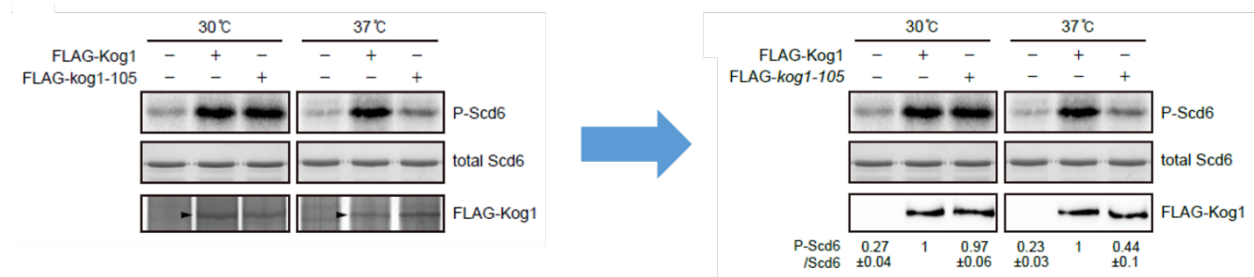 30℃ 37℃
FLAG-Kog1 – + – – + –
FLAG-kog1-105 – – + – – +
P-Scd6
total Scd6
FLAG-Kog1
30℃ 37℃
FLAG-Kog1 – + – – + –
FLAG-kog1-105 – – + – – +
P-Scd6
total Scd6
FLAG-Kog1
P-Scd6 0.27 1 0.97 0.23 1 0.44
/Scd6 ±0.04 ±0.06 ±0.03 ±0.1